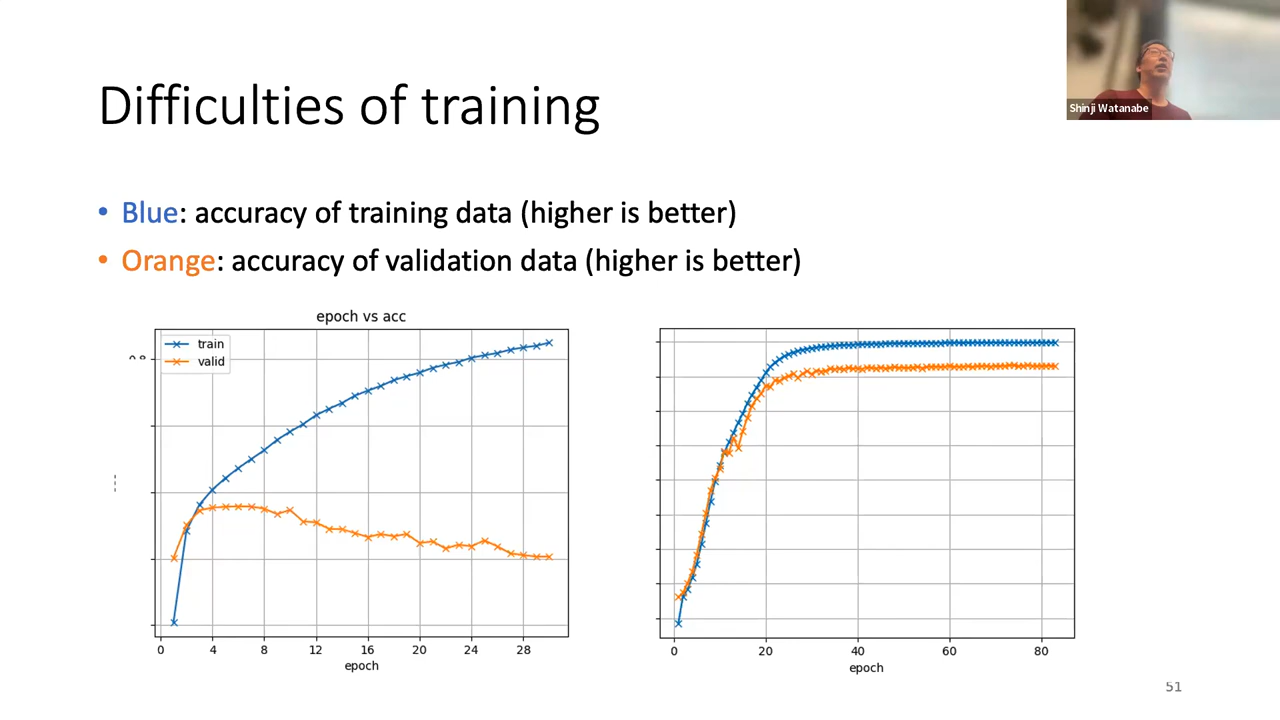 Shinji Watanabe
Difficulties of training
• Blue: accuracy of training data (higher is better)
• Orange: accuracy of validation data (higher is better)
epoch vs acc
train
valid
0 4 8 12 16 20 24 28
epoch
0 20 40 60 80
epoch
51